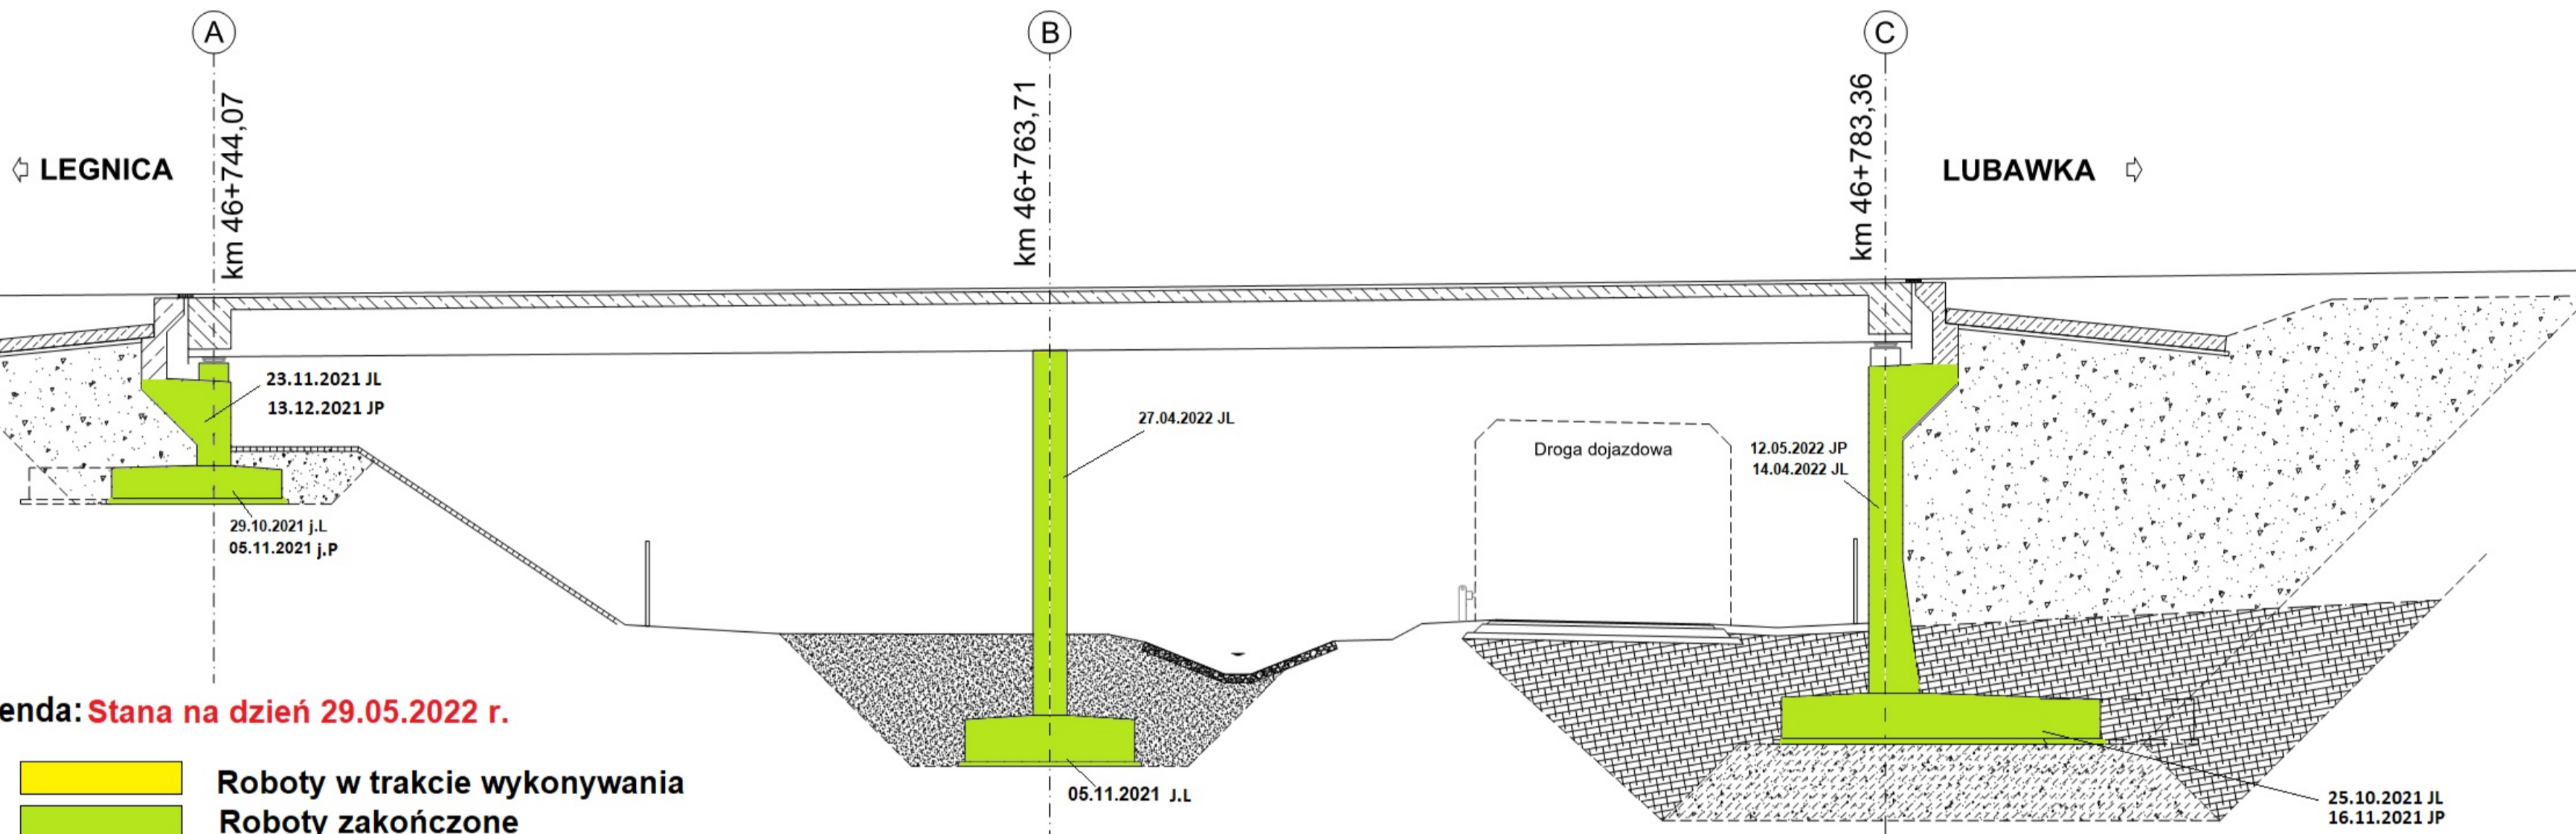 A
B
C
km 46+744,07
km 46+763,71
km 46+783,36
LEGNICA
LUBAWKA
23.11.2021 JL
13.12.2021 JP
27.04.2022 JL
Droga dojazdowa
12.05.2022 JP
14.04.2022 JL
29.10.2021 j.L
05.11.2021 j.P
enda: Stana na dzień 29.05.2022 r.
Roboty w trakcie wykonywania
Roboty zakończone
05.11.2021 J.L
25.10.2021 JL
16.11.2021 JP